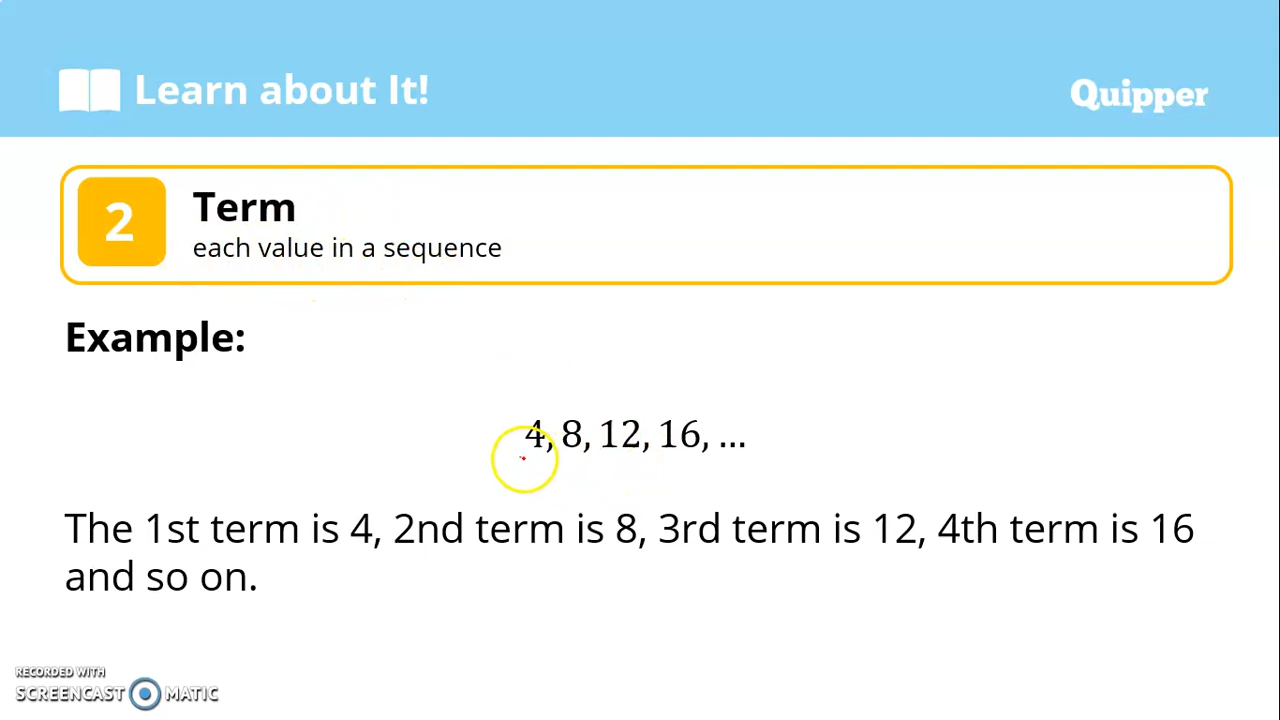 Learn about It!
Quipper
2
Term
each value in a sequence
Example:
4, 8, 12, 16, ...
The 1st term is 4, 2nd term is 8, 3rd term is 12, 4th term is 16
and so on.
RECORDED WITH
SCREENCAST MATIC